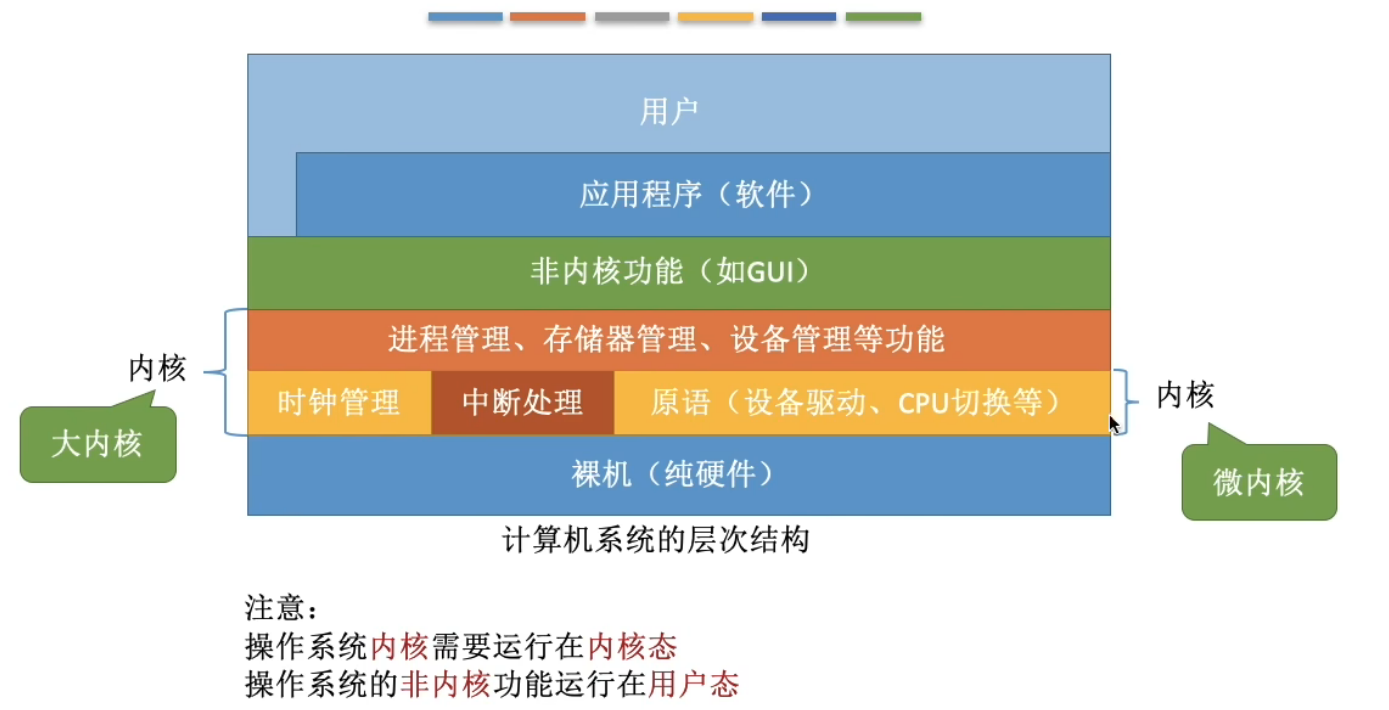 用户
应用程序（软件）
非内核功能（如GUI）
进程管理、存储器管理、设备管理等功能
内核
时钟管理
中断处理
原语（设备驱动、CPU切换等）
内核
大内核
裸机（纯硬件）
微内核
计算机系统的层次结构
注意：
操作系统内核需要运行在内核态
操作系统的非内核功能运行在用户态